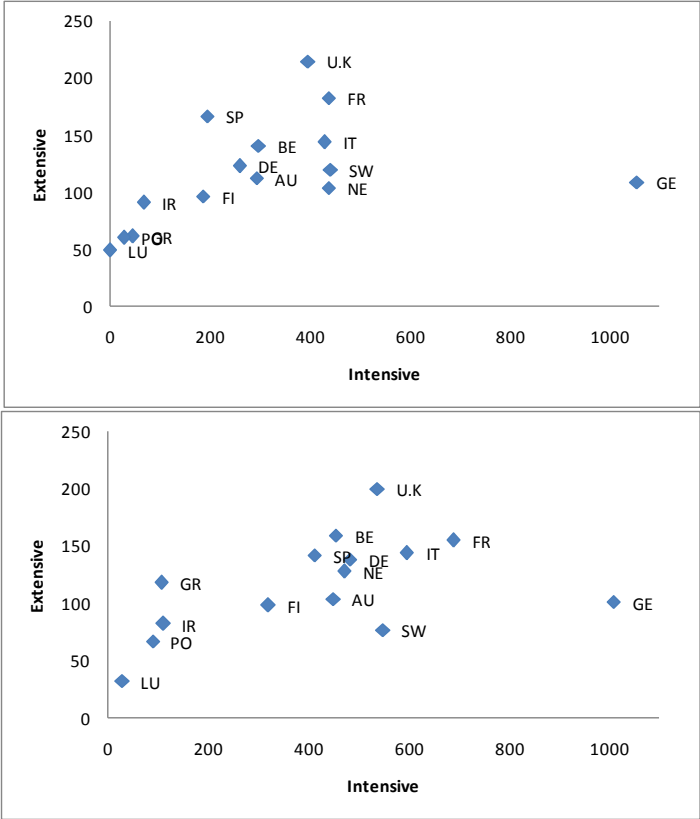 250
U.K
200
FR
SP
150
IT
BE
DE
SW
AU
100
NE
GE
IR
FI
PO
GR
50
LU
0
0 200 400 600 800 1000
Extensive
Intensive
250
200
U.K
BE
FR
150
IT
SP
DE
NE
GR
100
AU
GE
FI
IR
SW
PO
50
LU
0
0 200 400 600 800 1000
Extensive
Intensive